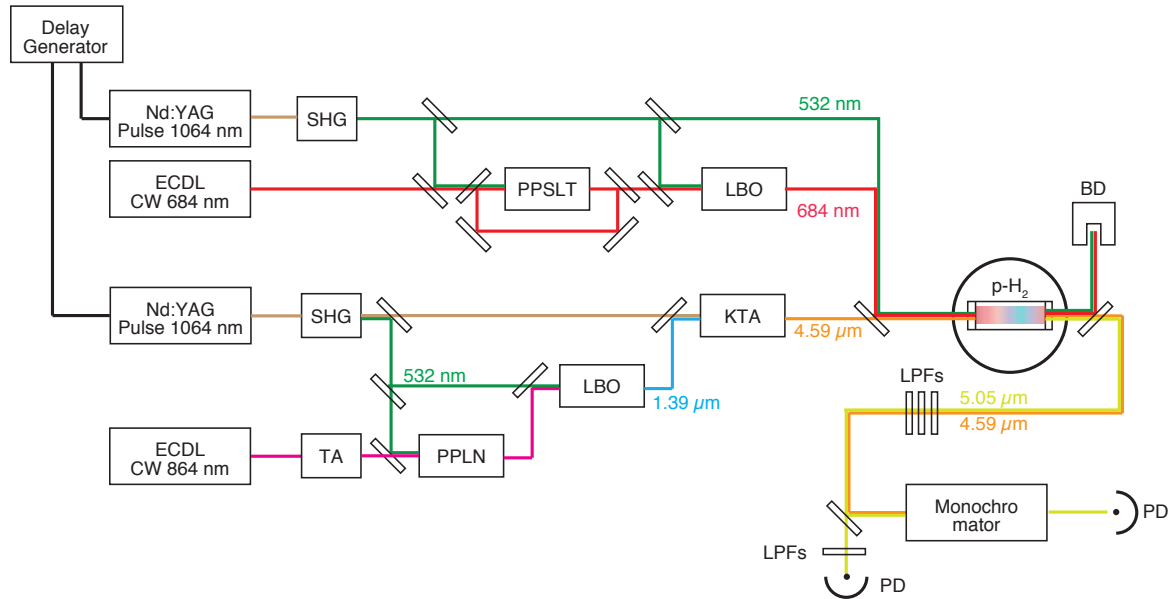 Delay
Generator
Nd:YAG
Pulse 1064 nm
SHG
532 nm
ECDL
CW 684 nm
PPSLT
LBO
684 nm
BD
p-H₂
Nd:YAG
Pulse 1064 nm
SHG
KTA
4.59 µm
532 nm
LBO
1.39 µm
LPFs
5.05 µm
4.59 µm
ECDL
CW 864 nm
TA
PPLN
Monochro
mator
PD
LPFs
PD